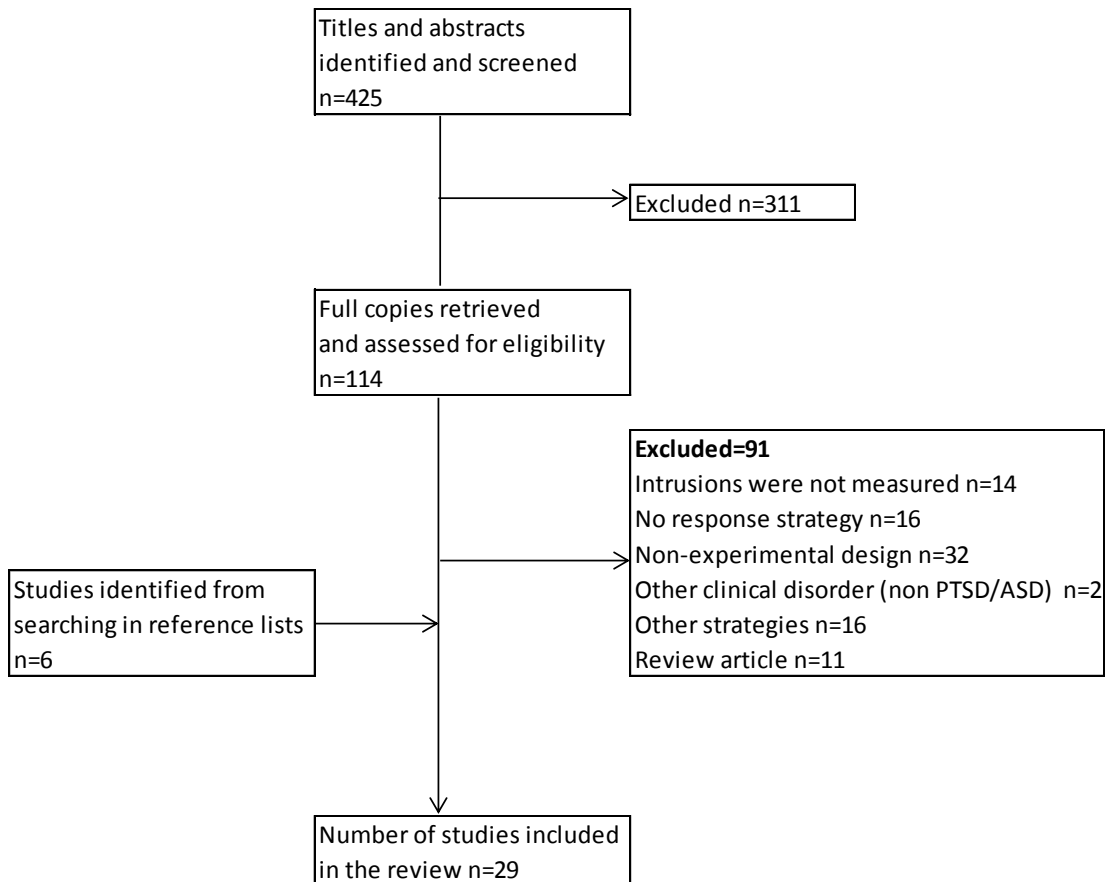 Titles and abstracts
identified and screened
n=425
Excluded n=311
Full copies retrieved
and assessed for eligibility
n=114
Excluded=91
Intrusions were not measured n=14
No response strategy n=16
Non-experimental design n=32
Other clinical disorder (non PTSD/ASD) n=2
Other strategies n=16
Review article n=11
Studies identified from
searching in reference lists
n=6
Number of studies included
in the review n=29